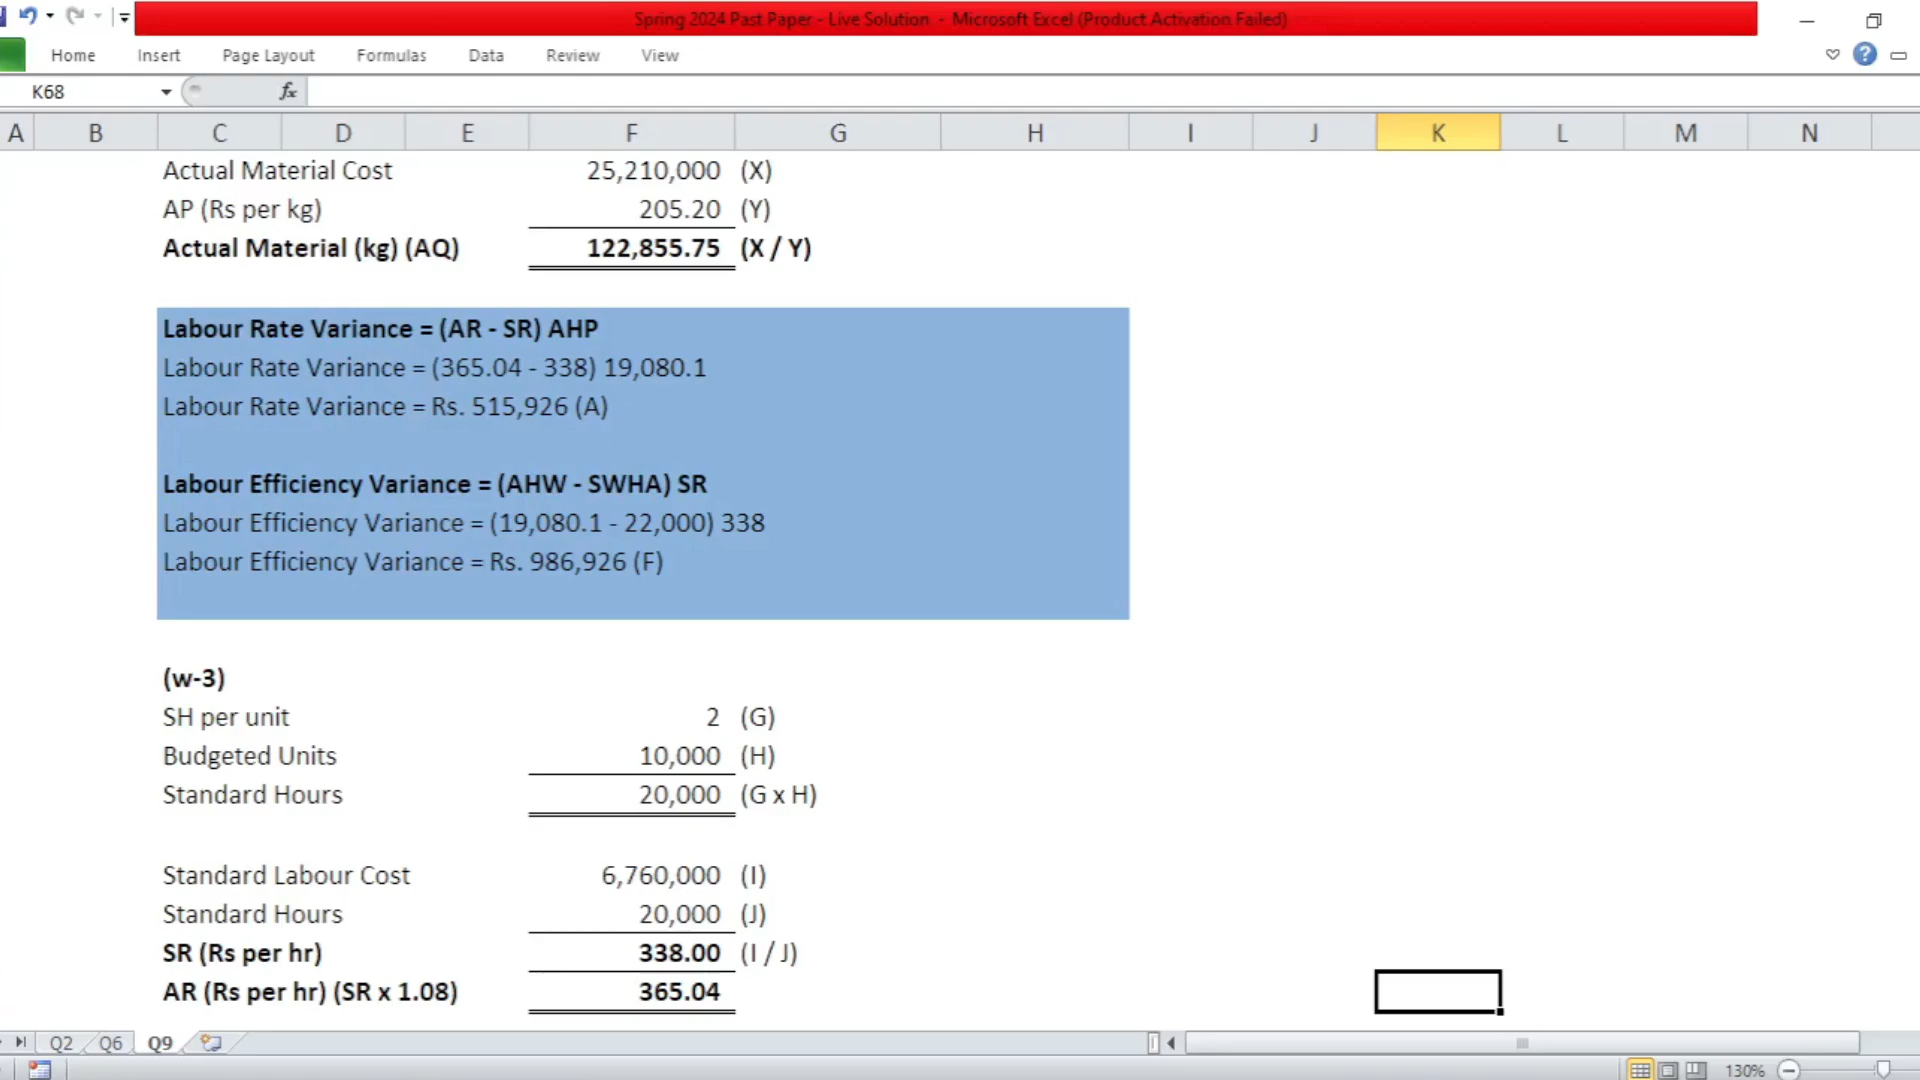 Spring 2024 Past Paper - Live Solution - Microsoft Excel (Product Activation Failed)
Home Insert Page Layout Formulas Data Review View
K68 fx
A B C D E F G H I J K L M N
Actual Material Cost 25,210,000 (X)
AP (Rs per kg) 205.20 (Y)
Actual Material (kg) (AQ) 122,855.75 (X / Y)
Labour Rate Variance = (AR - SR) AHP
Labour Rate Variance = (365.04 - 338) 19,080.1
Labour Rate Variance = Rs. 515,926 (A)
Labour Efficiency Variance = (AHW - SWHA) SR
Labour Efficiency Variance = (19,080.1 - 22,000) 338
Labour Efficiency Variance = Rs. 986,926 (F)
(w-3)
SH per unit 2 (G)
Budgeted Units 10,000 (H)
Standard Hours 20,000 (G x H)
Standard Labour Cost 6,760,000 (I)
Standard Hours 20,000 (J)
SR (Rs per hr) 338.00 (I / J)
AR (Rs per hr) (SR x 1.08) 365.04
Q2 Q6 Q9
130%